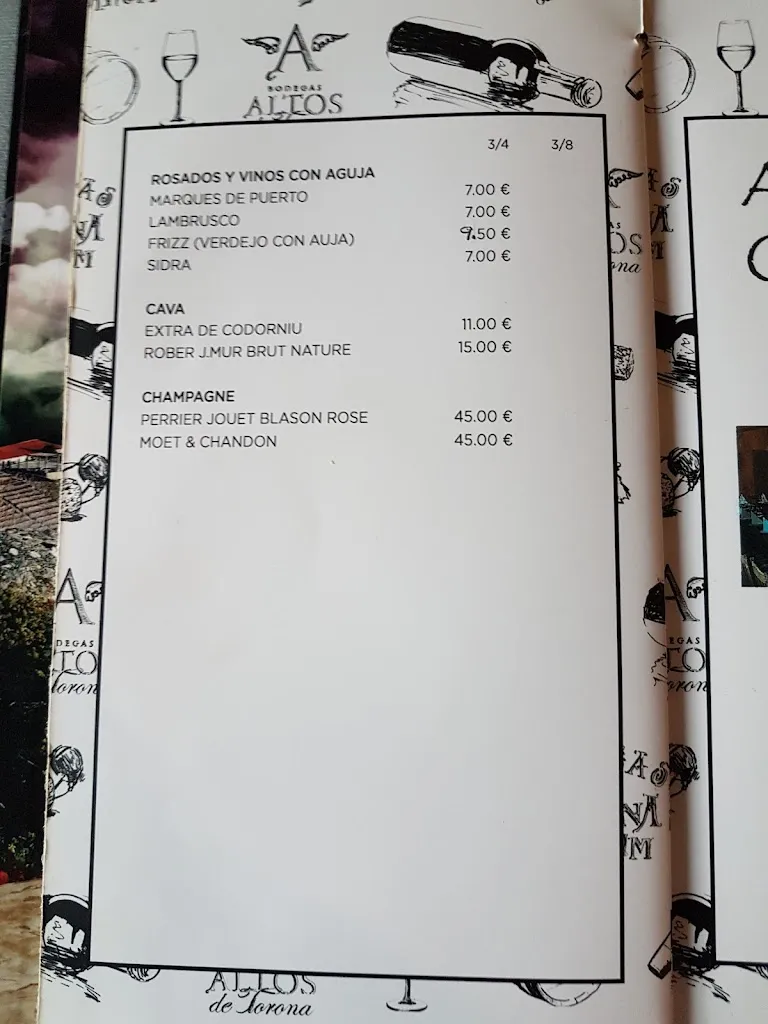 A
BODEGAS
ALTOS
3/4 3/8
ROSADOS Y VINOS CON AGUJA
MARQUES DE PUERTO 7.00 €
LAMBRUSCO 7.00 €
FRIZZ (VERDEJO CON AUJA) 9.50 €
SIDRA 7.00 €
CAVA
EXTRA DE CODORNIU 11.00 €
ROBER J.MUR BRUT NATURE 15.00 €
CHAMPAGNE
PERRIER JOUET BLASON ROSE 45.00 €
MOET & CHANDON 45.00 €
ALTOS
de Torona